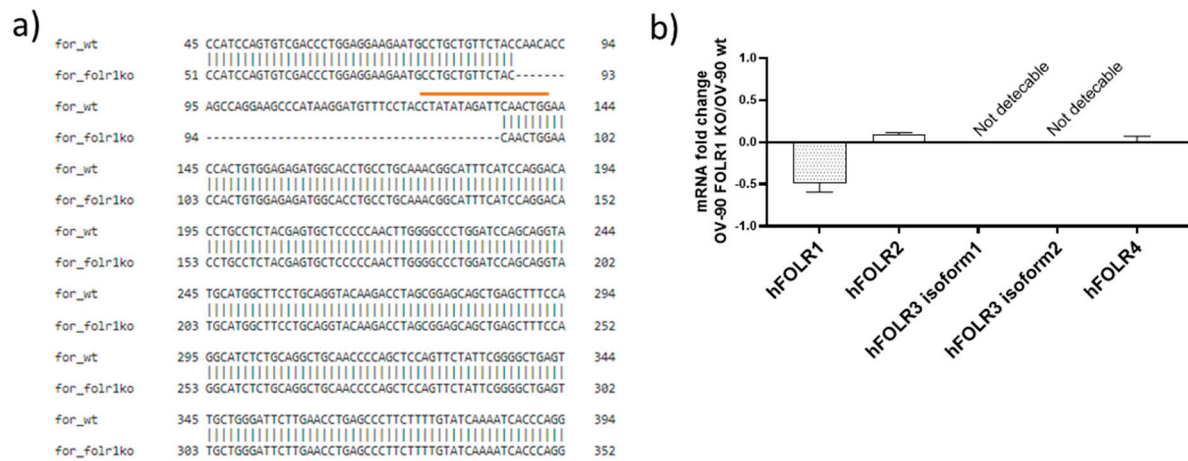 a)
for_wt 45 CCATCCAGTGTCGACCCTGGAGGAAGAATGCCTGCTGTTCTACCAACACC 94
for_folr1ko 51 CCATCCAGTGTCGACCCTGGAGGAAGAATGCCTGCTGTTCTAC------- 93
for_wt 95 AGCCAGGAAGCCCATAAGGATGTTTCCTACCTATATAGATTCAACTGGAA 144
for_folr1ko 94 -----------------------------------------CAACTGGAA 102
for_wt 145 CCACTGTGGAGAGATGGCACCTGCCTGCAAACGGCATTTCATCCAGGACA 194
for_folr1ko 103 CCACTGTGGAGAGATGGCACCTGCCTGCAAACGGCATTTCATCCAGGACA 152
for_wt 195 CCTGCCTCTACGAGTGCTCCCCCAACTTGGGGCCCTGGATCCAGCAGGTA 244
for_folr1ko 153 CCTGCCTCTACGAGTGCTCCCCCAACTTGGGGCCCTGGATCCAGCAGGTA 202
for_wt 245 TGCATGGCTTCCTGCAGGTACAAGACCTAGCGGAGCAGCTGAGCTTTCCA 294
for_folr1ko 203 TGCATGGCTTCCTGCAGGTACAAGACCTAGCGGAGCAGCTGAGCTTTCCA 252
for_wt 295 GGCATCTCTGCAGGCTGCAACCCCAGCTCCAGTTCTATTCGGGGCTGAGT 344
for_folr1ko 253 GGCATCTCTGCAGGCTGCAACCCCAGCTCCAGTTCTATTCGGGGCTGAGT 302
for_wt 345 TGCTGGGATTCTTGAACCTGAGCCCTTCTTTTGTATCAAAATCACCCAGG 394
for_folr1ko 303 TGCTGGGATTCTTGAACCTGAGCCCTTCTTTTGTATCAAAATCACCCAGG 352
b)
mRNA fold change
OV-90 FOLR1 KO/OV-90 wt
1.0
0.5
0.0
-0.5
-1.0
Not detecable
Not detecable
hFOLR1
hFOLR2
hFOLR3 isoform1
hFOLR3 isoform2
hFOLR4